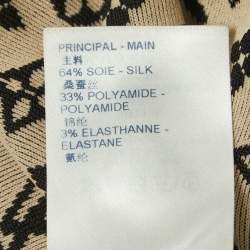 PRINCIPAL - MAIN
主料
64% SOIE - SILK
桑蚕丝
33% POLYAMIDE -
POLYAMIDE
锦纶
3% ELASTHANNE -
ELASTANE
氨纶